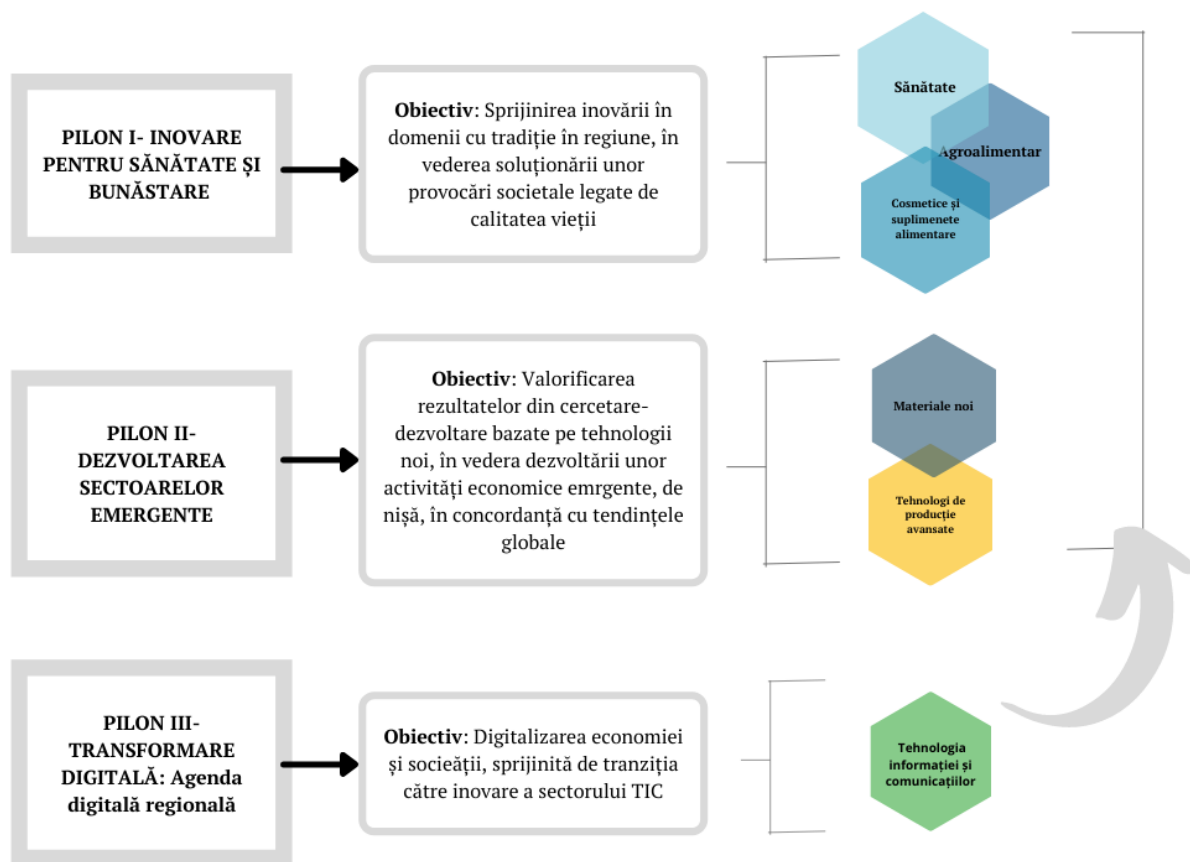 PILON I- INOVARE
PENTRU SĂNĂTATE ȘI
BUNĂSTARE
Obiectiv: Sprijinirea inovării în
domenii cu tradiție în regiune, în
vederea soluționării unor
provocări societale legate de
calitatea vieții
Sănătate
Agroalimentar
Cosmetice și
suplimenete
alimentare
PILON II-
DEZVOLTAREA
SECTOARELOR
EMERGENTE
Obiectiv: Valorificarea
rezultatelor din cercetare-
dezvoltare bazate pe tehnologii
noi, în vedera dezvoltării unor
activități economice emrgente, de
nișă, în concordanță cu tendințele
globale
Materiale noi
Tehnologi de
producție
avansate
PILON III-
TRANSFORMARE
DIGITALĂ: Agenda
digitală regională
Obiectiv: Digitalizarea economiei
și socieății, sprijinită de tranziția
către inovare a sectorului TIC
Tehnologia
informației și
comunicațiilor